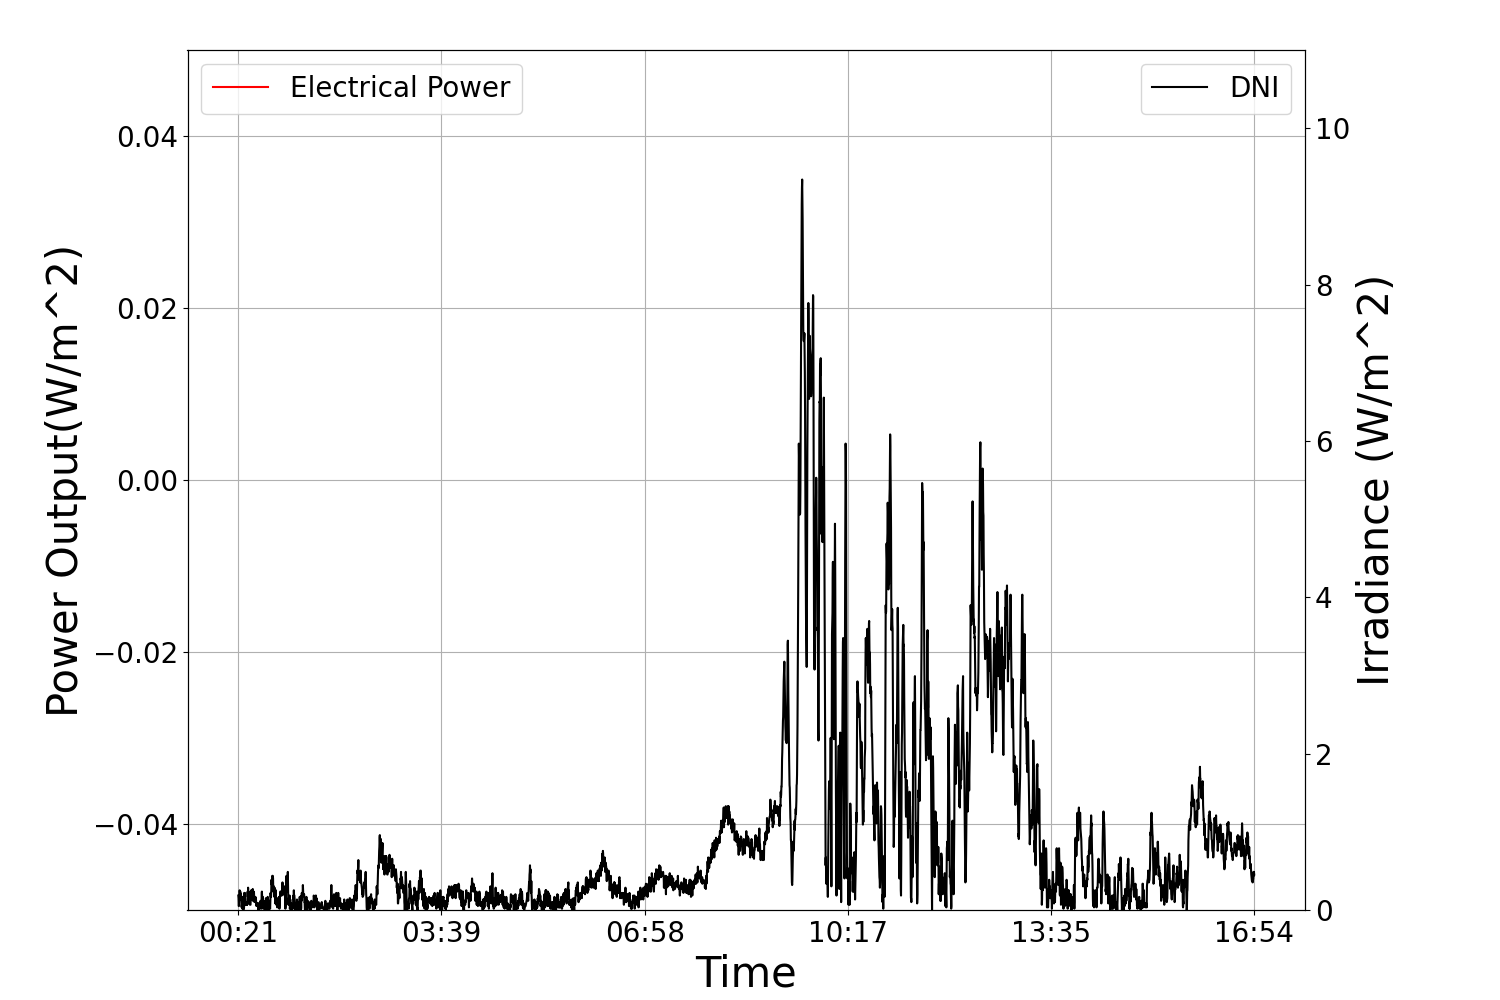 Electrical Power
DNI
0.04
0.02
0.00
−0.02
−0.04
Power Output(W/m^2)
10
8
6
4
2
0
Irradiance (W/m^2)
00:21 03:39 06:58 10:17 13:35 16:54
Time